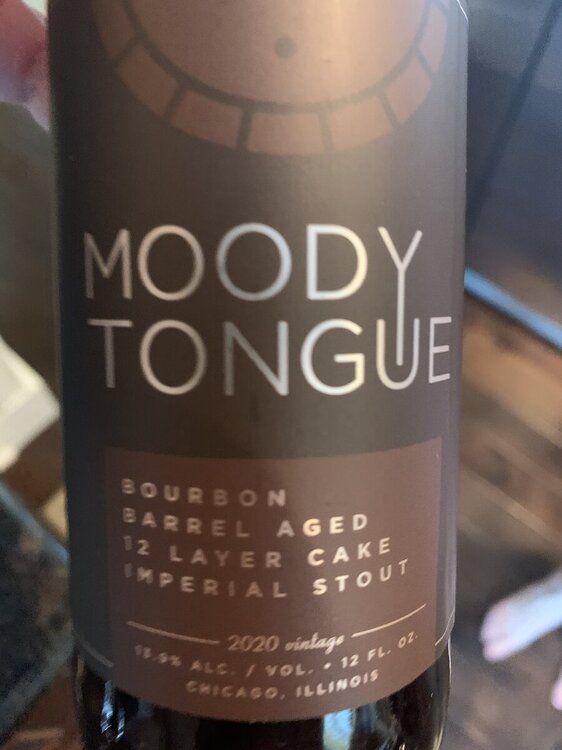 MOODY
TONGUE
BOURBON
BARREL AGED
12 LAYER CAKE
IMPERIAL STOUT
2020 vintage
ALC. / VOL. • 12 FL. OZ.
CHICAGO, ILLINOIS